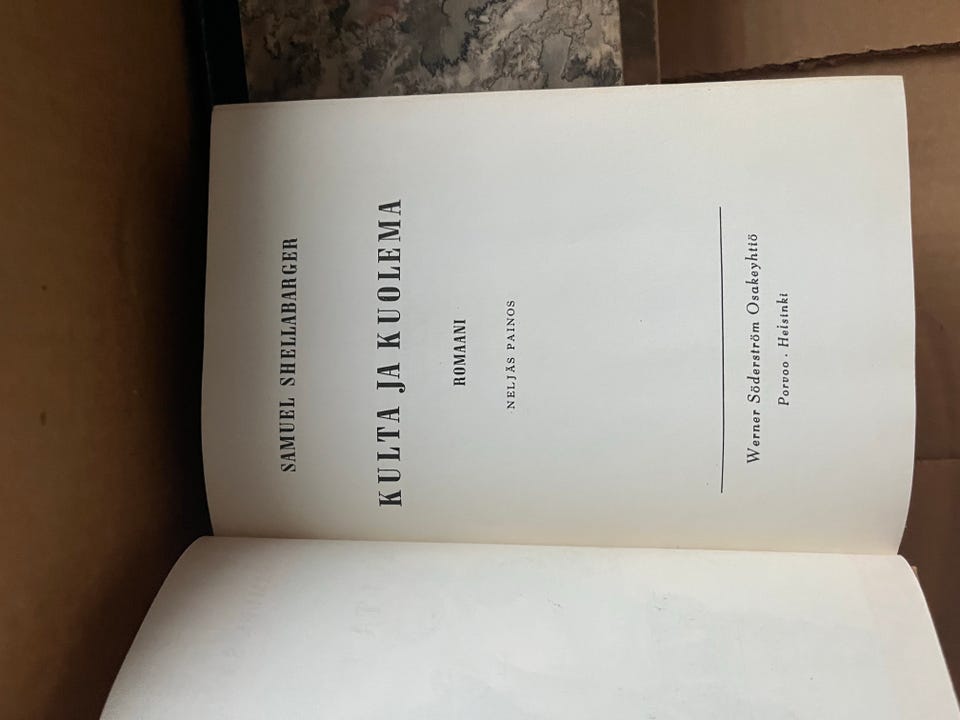 SAMUEL SHELLABARGER
KULTA JA KUOLEMA
ROMAANI
NELJÄS PAINOS
Werner Söderström Osakeyhtiö
Porvoo · Helsinki